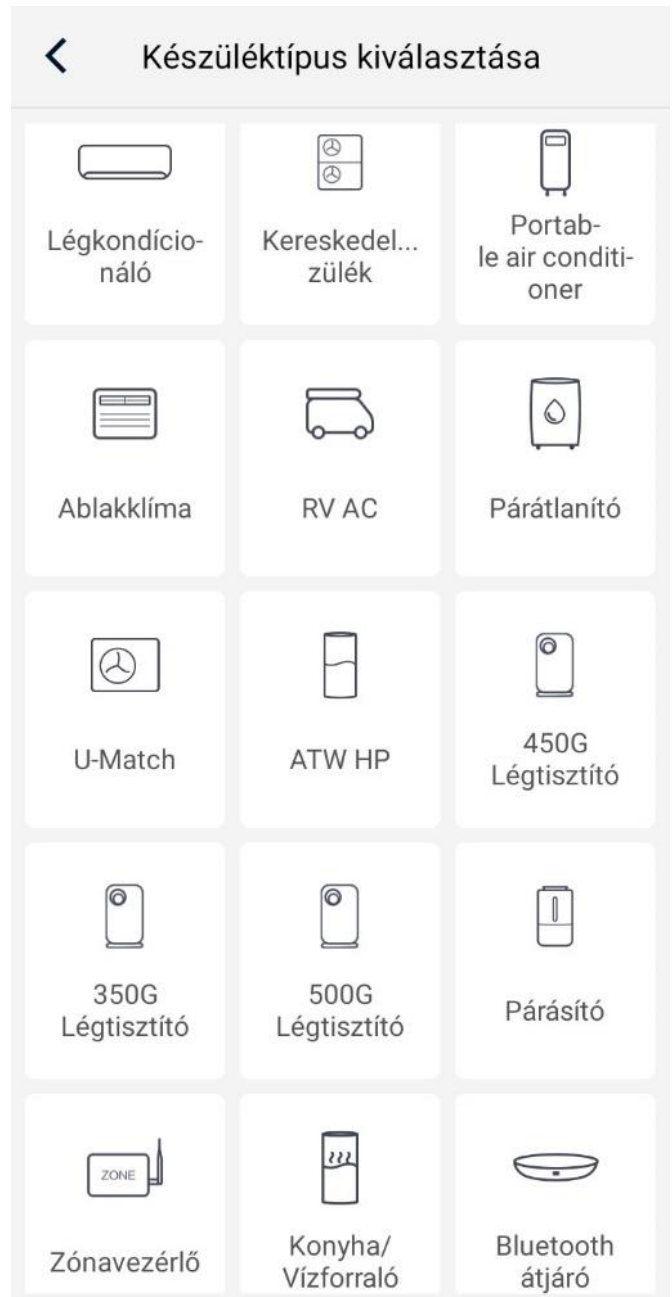 Készüléktípus kiválasztása
Légkondício-
náló
Kereskedel...
zülék
Portab-
le air conditi-
oner
Ablakklíma
RV AC
Párátlanító
U-Match
ATW HP
450G
Légtisztító
350G
Légtisztító
500G
Légtisztító
Párásító
ZONE
Zónavezérlő
Konyha/
Vízforraló
Bluetooth
átjáró